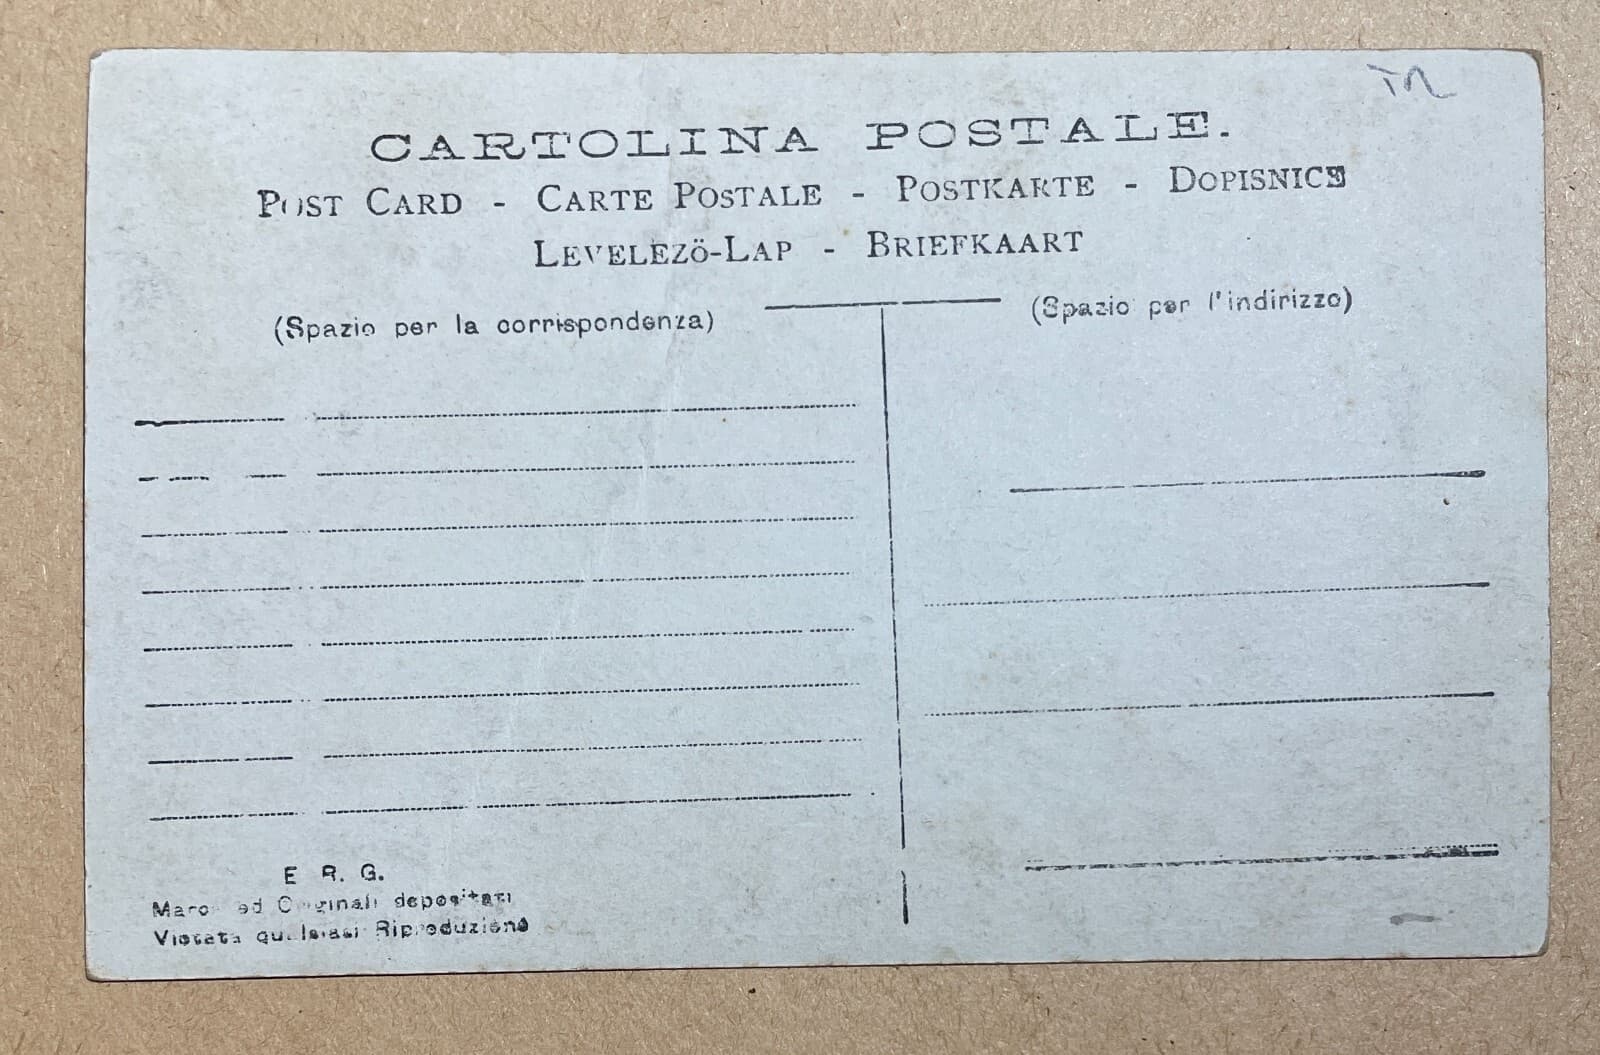 CARTOLINA POSTALE.
POST CARD - CARTE POSTALE - POSTKARTE - DOPISNICE
LEVELEZÖ-LAP - BRIEFKAART
(Spazio per la corrispondenza)
(Spazio per l'indirizzo)
E R. G.
Marc ed Originali depositati
Vietata qualsiasi Riproduzione